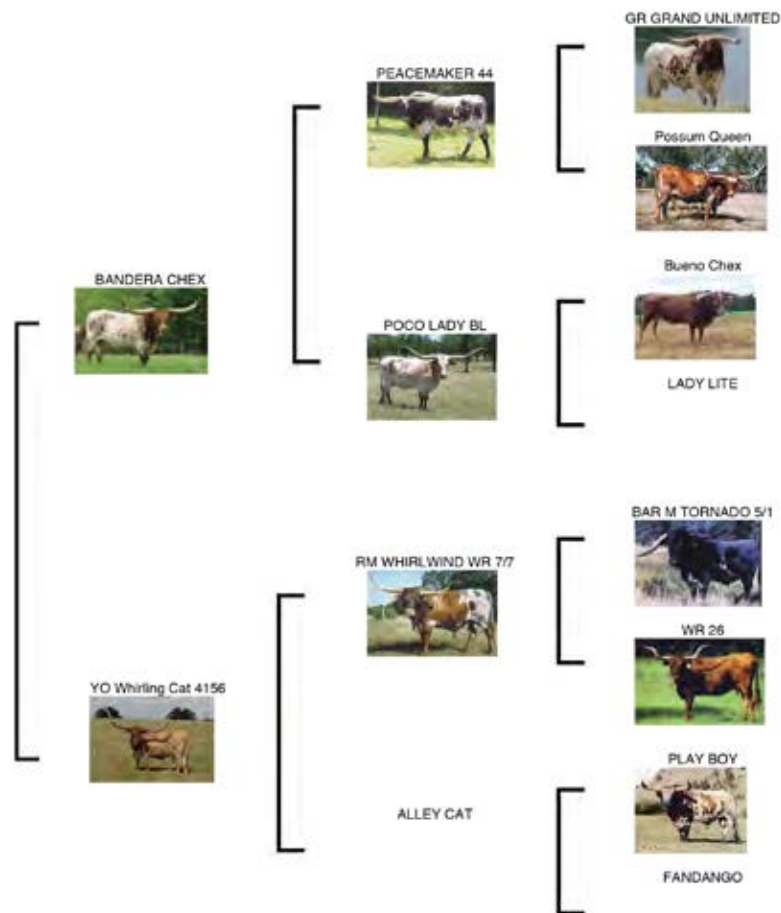 GR GRAND UNLIMITED
PEACEMAKER 44
Possum Queen
BANDERA CHEX
Bueno Chex
POCO LADY BL
LADY LITE
BAR M TORNADO 5/1
RM WHIRLWIND WR 7/7
WR 26
YO Whirling Cat 4156
PLAY BOY
ALLEY CAT
FANDANGO